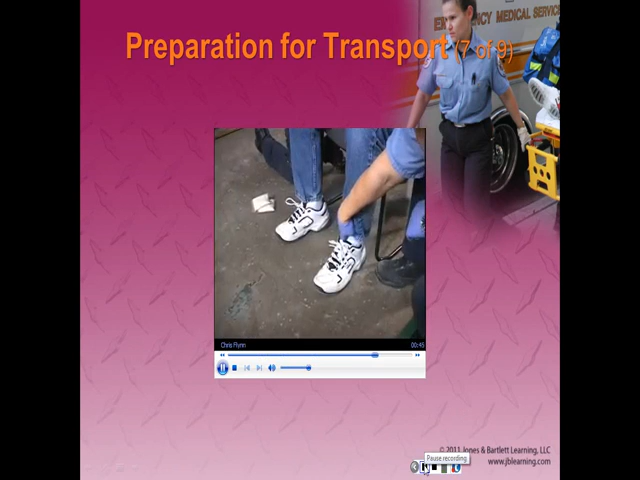 EMERGENCY MEDICAL SERVICE
Preparation for Transport (7 of 9)
Chris Flynn 00:45
© 2011 Jones & Bartlett Learning, LLC
Pause recording
www.jblearning.com